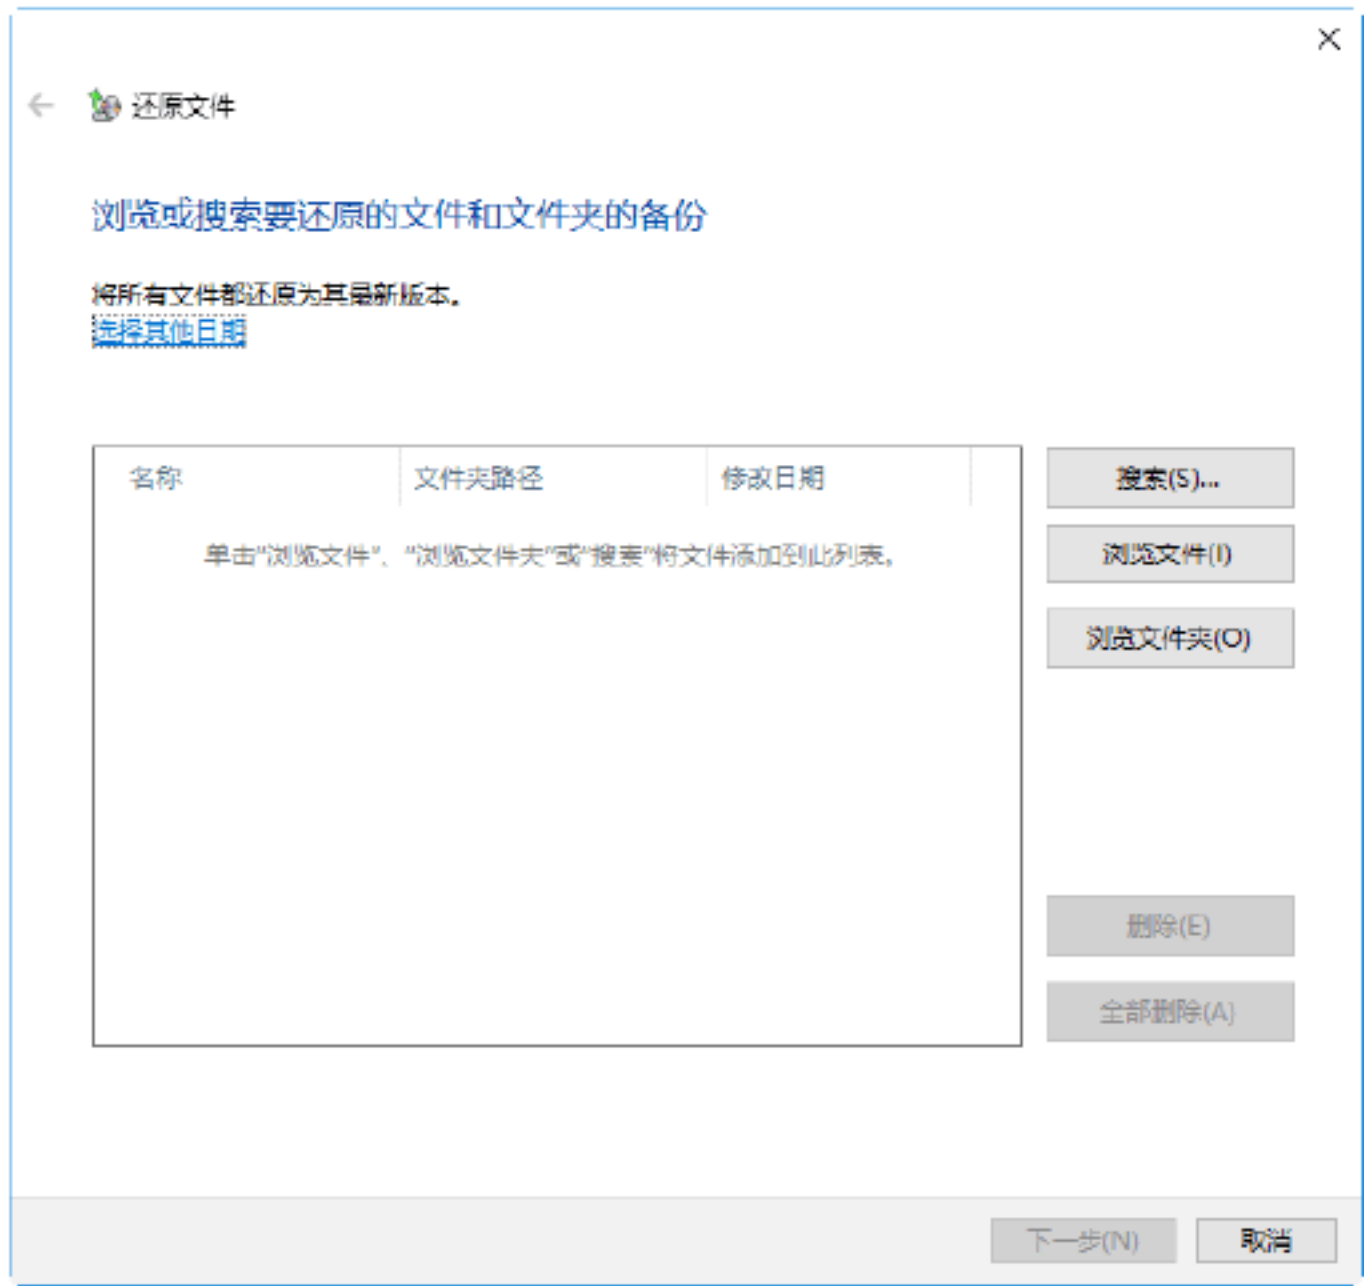 还原文件
浏览或搜索要还原的文件和文件夹的备份
将所有文件都还原为其最新版本。
选择其他日期
名称 文件夹路径 修改日期
单击"浏览文件"、"浏览文件夹"或"搜索"将文件添加到此列表。
搜索(S)...
浏览文件(I)
浏览文件夹(O)
删除(E)
全部删除(A)
下一步(N) 取消